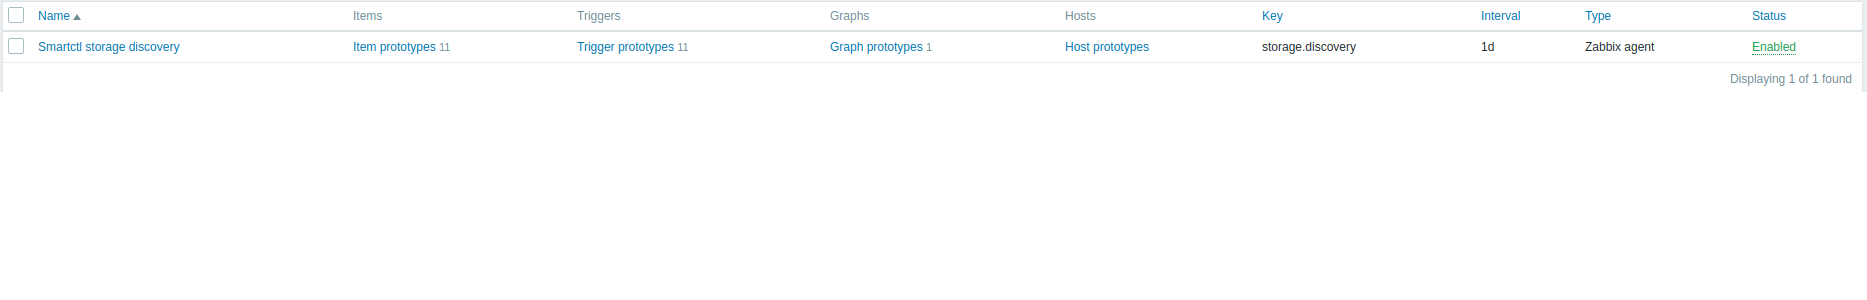 Name Items Triggers Graphs Hosts Key Interval Type Status
Smartctl storage discovery Item prototypes 11 Trigger prototypes 11 Graph prototypes 1 Host prototypes storage.discovery 1d Zabbix agent Enabled
Displaying 1 of 1 found